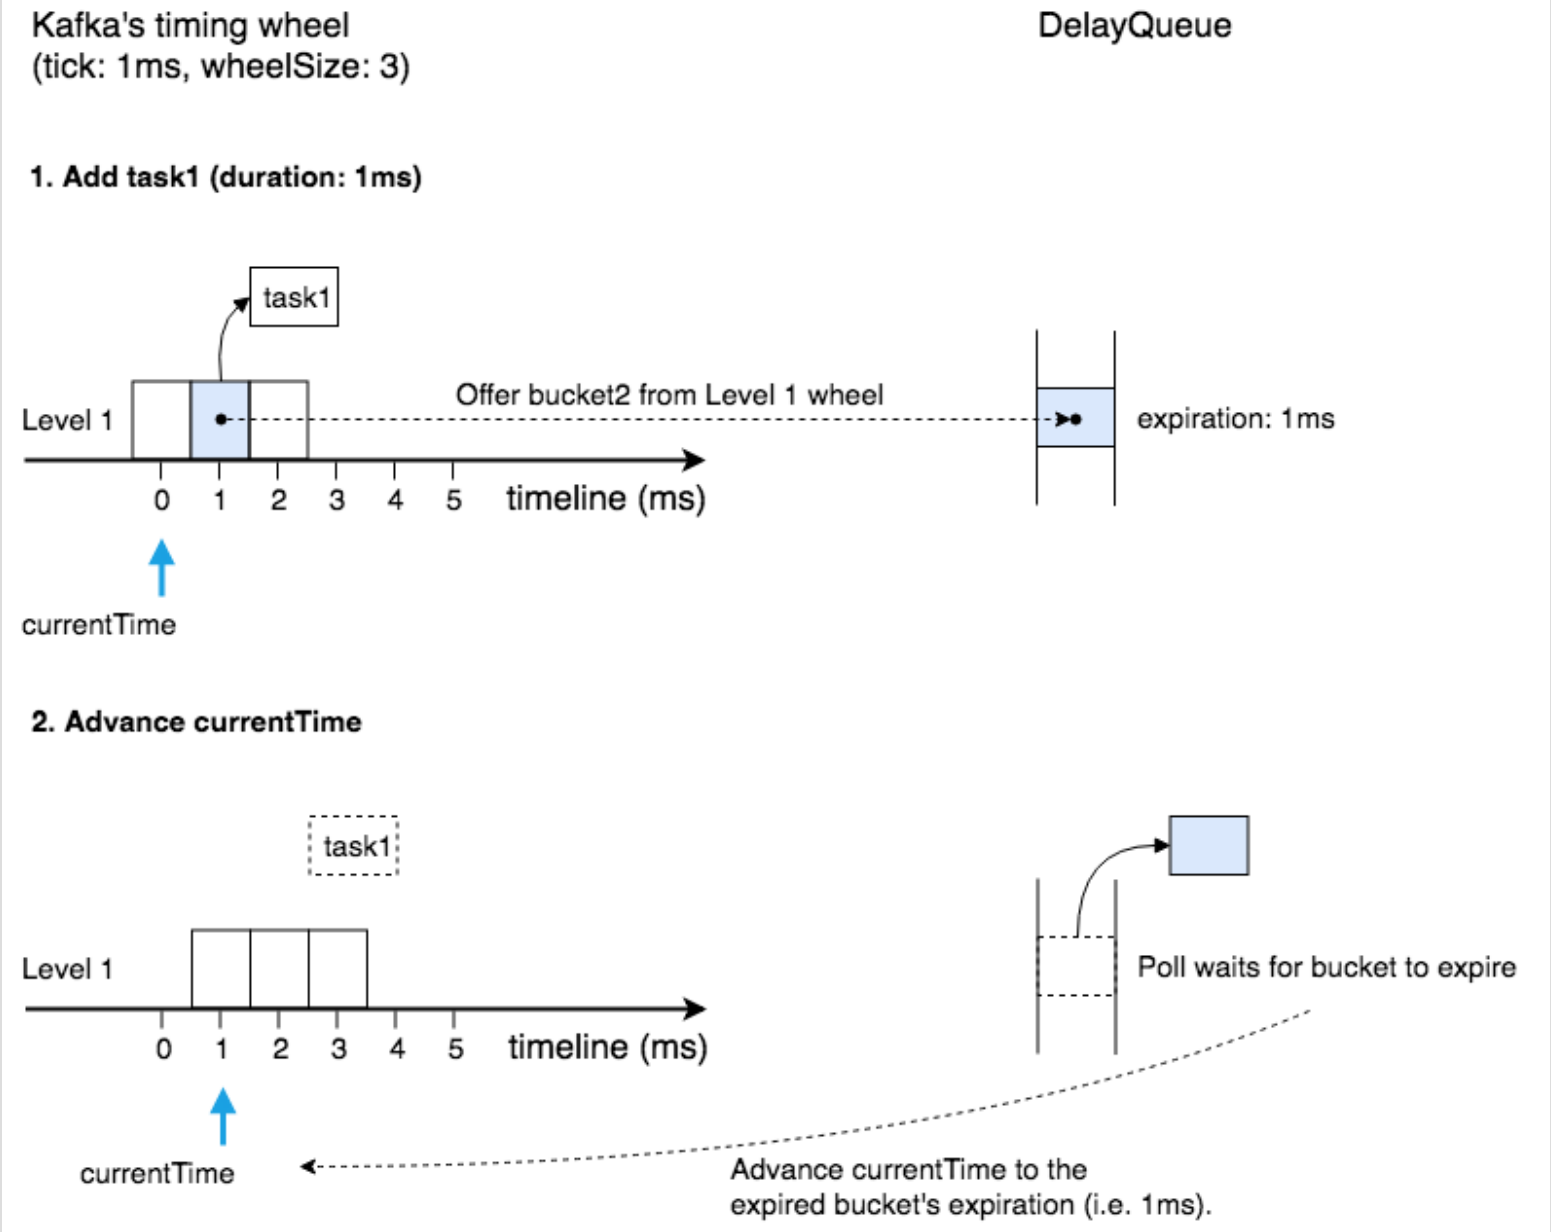 Kafka's timing wheel
(tick: 1ms, wheelSize: 3)
DelayQueue
1. Add task1 (duration: 1ms)
task1
Offer bucket2 from Level 1 wheel
Level 1
expiration: 1ms
0 1 2 3 4 5 timeline (ms)
currentTime
2. Advance currentTime
task1
Level 1
Poll waits for bucket to expire
0 1 2 3 4 5 timeline (ms)
currentTime
Advance currentTime to the
expired bucket's expiration (i.e. 1ms).